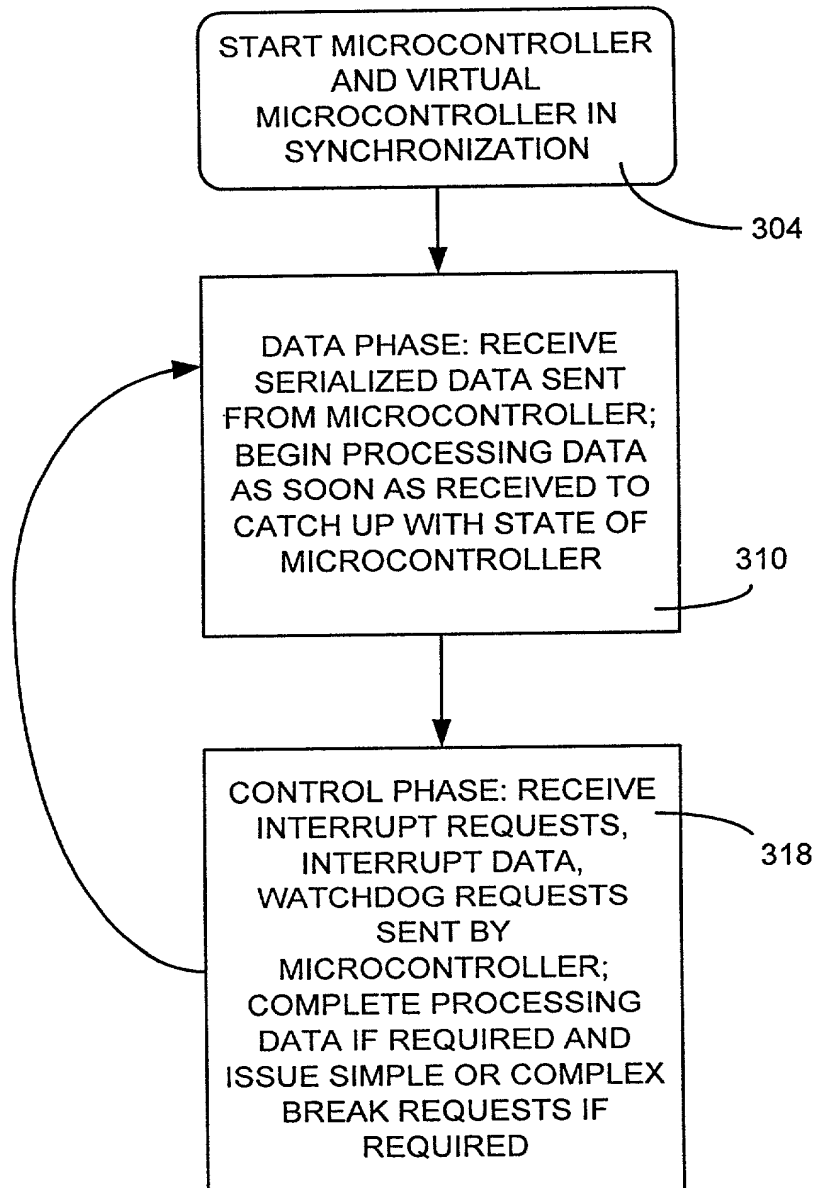 START MICROCONTROLLER
AND VIRTUAL
MICROCONTROLLER IN
SYNCHRONIZATION
304
DATA PHASE: RECEIVE
SERIALIZED DATA SENT
FROM MICROCONTROLLER;
BEGIN PROCESSING DATA
AS SOON AS RECEIVED TO
CATCH UP WITH STATE OF
MICROCONTROLLER
310
CONTROL PHASE: RECEIVE
INTERRUPT REQUESTS,
INTERRUPT DATA,
WATCHDOG REQUESTS
SENT BY
MICROCONTROLLER;
COMPLETE PROCESSING
DATA IF REQUIRED AND
ISSUE SIMPLE OR COMPLEX
BREAK REQUESTS IF
REQUIRED
318